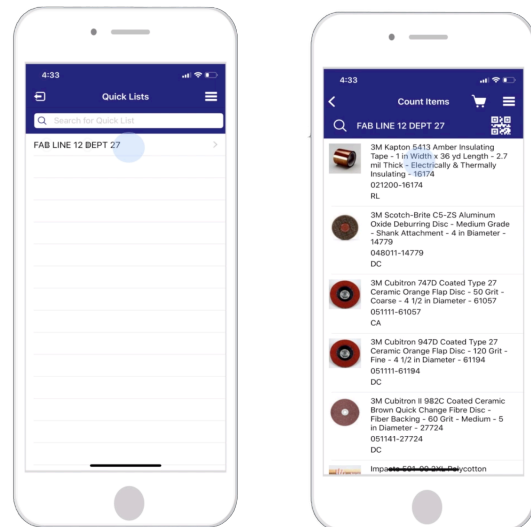 4:33
Quick Lists
Search for Quick List
FAB LINE 12 DEPT 27
4:33
Count Items
FAB LINE 12 DEPT 27
3M Kapton 5413 Amber Insulating
Tape - 1 in Width x 36 yd Length - 2.7
mil Thick - Electrically & Thermally
Insulating - 16174
021200-16174
RL
3M Scotch-Brite C5-ZS Aluminum
Oxide Deburring Disc - Medium Grade
- Shank Attachment - 4 in Diameter -
14779
048011-14779
DC
3M Cubitron 747D Coated Type 27
Ceramic Orange Flap Disc - 50 Grit -
Coarse - 4 1/2 in Diameter - 61057
051111-61057
CA
3M Cubitron 947D Coated Type 27
Ceramic Orange Flap Disc - 120 Grit -
Fine - 4 1/2 in Diameter - 61194
051111-61194
DC
3M Cubitron II 982C Coated Ceramic
Brown Quick Change Fibre Disc -
Fiber Backing - 60 Grit - Medium - 5
in Diameter - 27724
051141-27724
DC
Polycotton